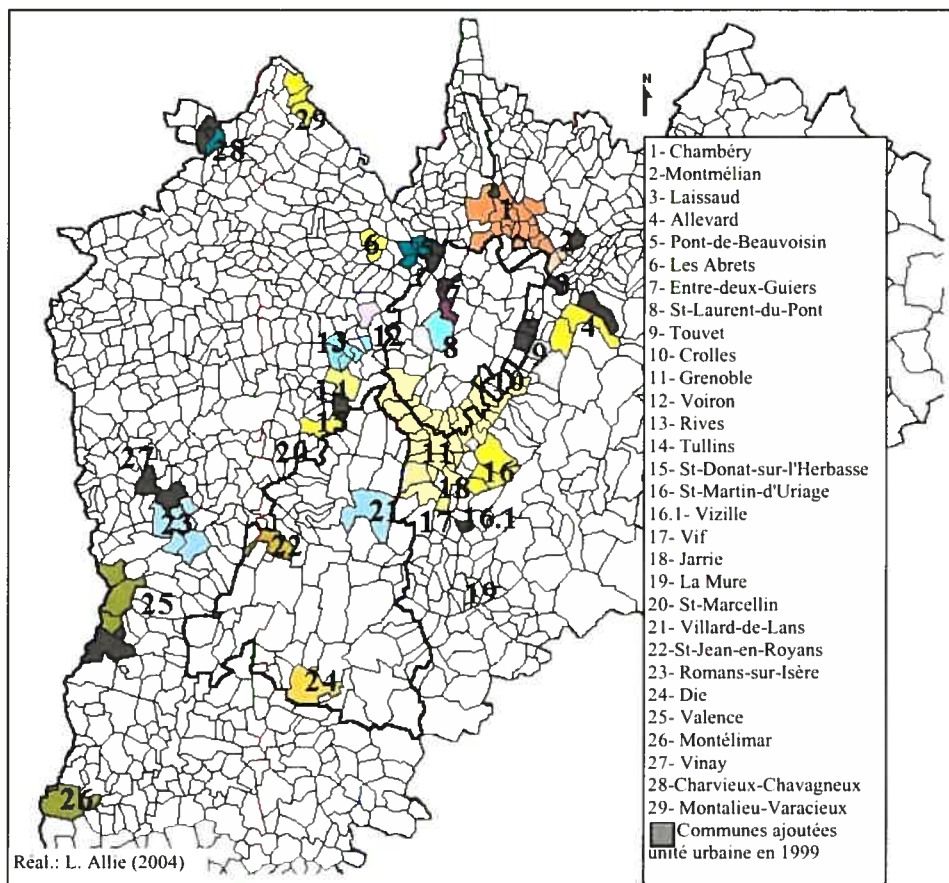 N
1- Chambéry
2-Montmélian
3- Laissaud
4- Allevard
5- Pont-de-Beauvoisin
6- Les Abrets
7- Entre-deux-Guiers
8- St-Laurent-du-Pont
9- Touvet
10- Crolles
11- Grenoble
12- Voiron
13- Rives
14- Tullins
15- St-Donat-sur-l'Herbasse
16- St-Martin-d'Uriage
16.1- Vizille
17- Vif
18- Jarrie
19- La Mure
20- St-Marcellin
21- Villard-de-Lans
22-St-Jean-en-Royans
23- Romans-sur-Isère
24- Die
25- Valence
26- Montélimar
27- Vinay
28-Charvieux-Chavagneux
29- Montalieu-Varacieux
Communes ajoutées
unité urbaine en 1999
29
28
1
2
6
7
3
4
13
12
8
9
14
10
20
11
16
27
18
23
21
17
16.1
22
19
25
24
26
Réal.: L. Allie (2004)